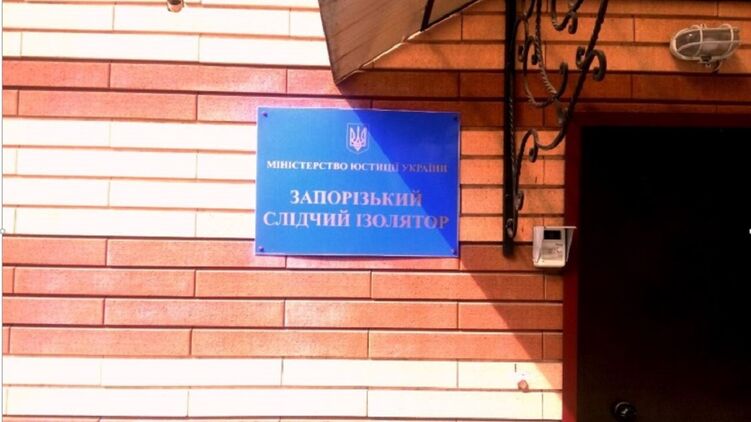 МІНІСТЕРСТВО ЮСТИЦІЇ УКРАЇНИ
ЗАПОРІЗЬКИЙ
СЛІДЧИЙ ІЗОЛЯТОР